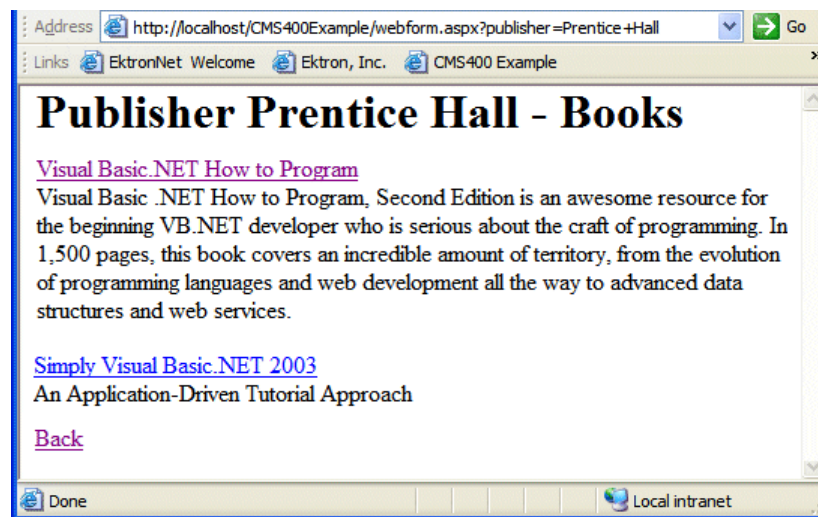 Address http://localhost/CMS400Example/webform.aspx?publisher=Prentice+Hall Go
Links EktronNet Welcome Ektron, Inc. CMS400 Example »
Publisher Prentice Hall - Books
Visual Basic.NET How to Program
Visual Basic .NET How to Program, Second Edition is an awesome resource for
the beginning VB.NET developer who is serious about the craft of programming. In
1,500 pages, this book covers an incredible amount of territory, from the evolution
of programming languages and web development all the way to advanced data
structures and web services.
Simply Visual Basic.NET 2003
An Application-Driven Tutorial Approach
Back
Done Local intranet